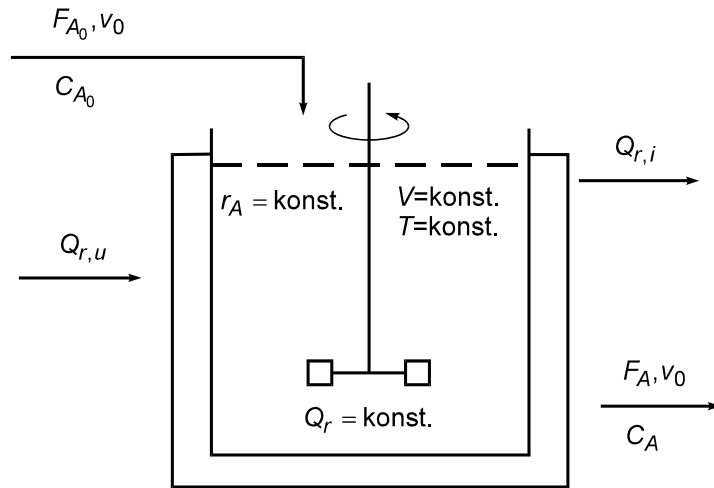 F_{A_0}, v_0
C_{A_0}
Q_{r,i}
r_A = konst.
V=konst.
T=konst.
Q_{r,u}
F_A, v_0
Q_r = konst.
C_A